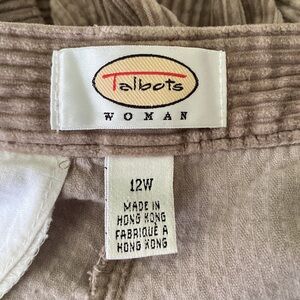 Talbots
WOMAN
12W
MADE IN
HONG KONG
FABRIQUÉ À
HONG KONG